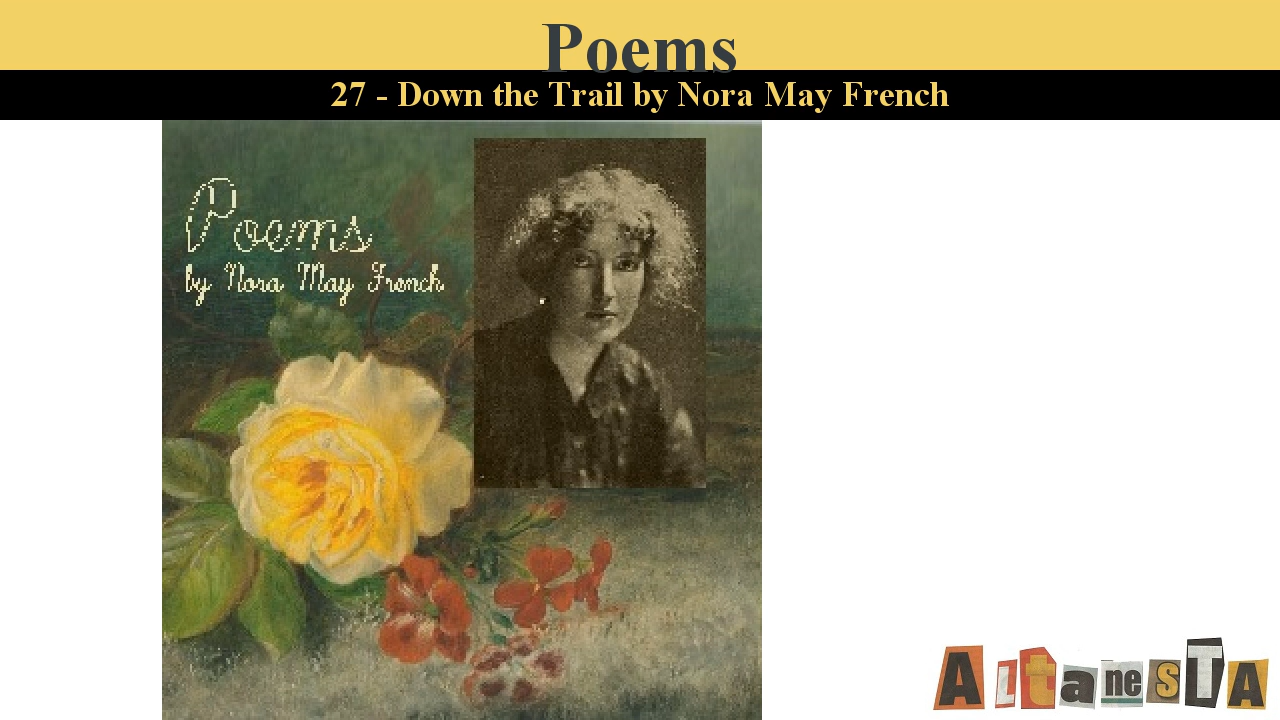 Poems
27 - Down the Trail by Nora May French
Poems
by Nora May French
AltanesTA